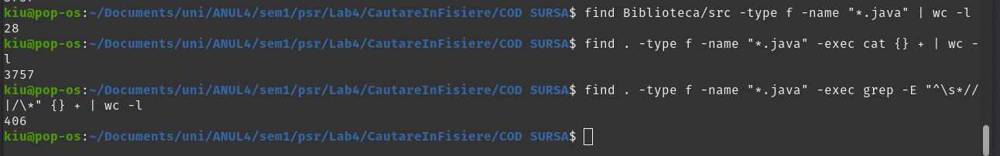 kiu@pop-os:~/Documents/uni/ANUL4/sem1/psr/Lab4/CautareInFisiere/COD SURSA$ find Biblioteca/src -type f -name "*.java" | wc -l
28
kiu@pop-os:~/Documents/uni/ANUL4/sem1/psr/Lab4/CautareInFisiere/COD SURSA$ find . -type f -name "*.java" -exec cat {} + | wc -
l
3757
kiu@pop-os:~/Documents/uni/ANUL4/sem1/psr/Lab4/CautareInFisiere/COD SURSA$ find . -type f -name "*.java" -exec grep -E "^\s*//
|/\*" {} + | wc -l
406
kiu@pop-os:~/Documents/uni/ANUL4/sem1/psr/Lab4/CautareInFisiere/COD SURSA$